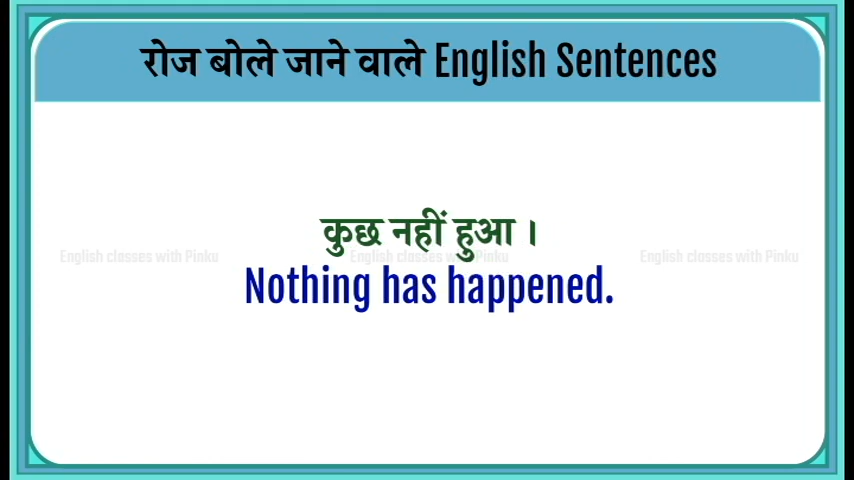 रोज बोले जाने वाले English Sentences
कुछ नहीं हुआ ।
English classes with Pinku English classes with Pinku English classes with Pinku
Nothing has happened.